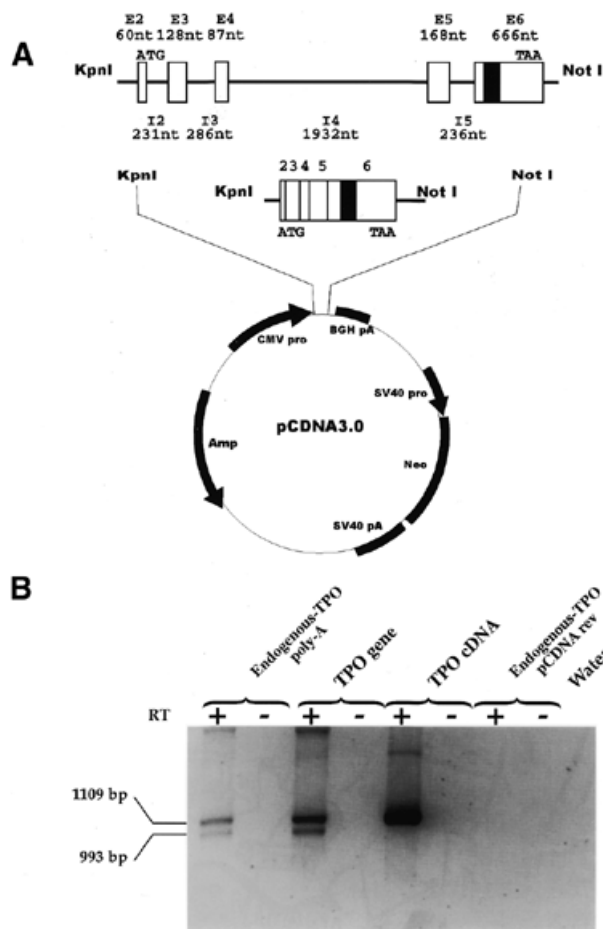 A
E2 E3 E4 E5 E6
60nt 128nt 87nt 168nt 666nt
ATG TAA
KpnI Not I
I2 I3 I4 I5
231nt 286nt 1932nt 236nt
KpnI Not I
2 3 4 5 6
KpnI Not I
ATG TAA
CMV pro
BGH pA
SV40 pro
pCDNA3.0
Amp
Neo
SV40 pA
B
Endogenous-TPO
poly-A
TPO gene
TPO cDNA
Endogenous-TPO
pCDNA rev
Water
RT + - + - + - + -
1109 bp
993 bp